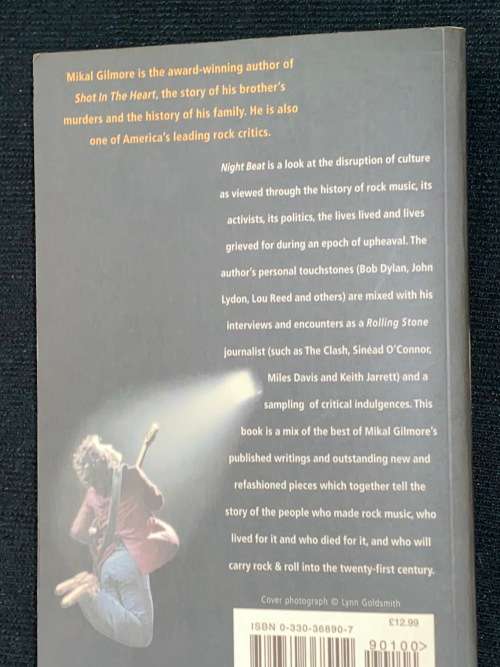 Mikal Gilmore is the award-winning author of
Shot In The Heart, the story of his brother's
murders and the history of his family. He is also
one of America's leading rock critics.
Night Beat is a look at the disruption of culture
as viewed through the history of rock music, its
activists, its politics, the lives lived and lives
grieved for during an epoch of upheaval. The
author's personal touchstones (Bob Dylan, John
Lydon, Lou Reed and others) are mixed with his
interviews and encounters as a Rolling Stone
journalist (such as The Clash, Sinéad O'Connor,
Miles Davis and Keith Jarrett) and a
sampling of critical indulgences. This
book is a mix of the best of Mikal Gilmore's
published writings and outstanding new and
refashioned pieces which together tell the
story of the people who made rock music, who
lived for it and who died for it, and who will
carry rock & roll into the twenty-first century.
Cover photograph © Lynn Goldsmith
£12.99
ISBN 0-330-36890-7
90100>